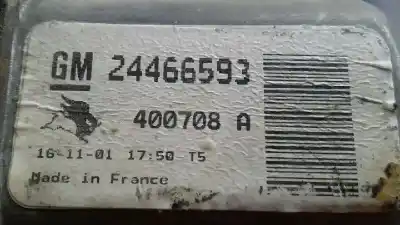 GM 24466593
400708 A
16-11-01 17:50 T5
Made in France